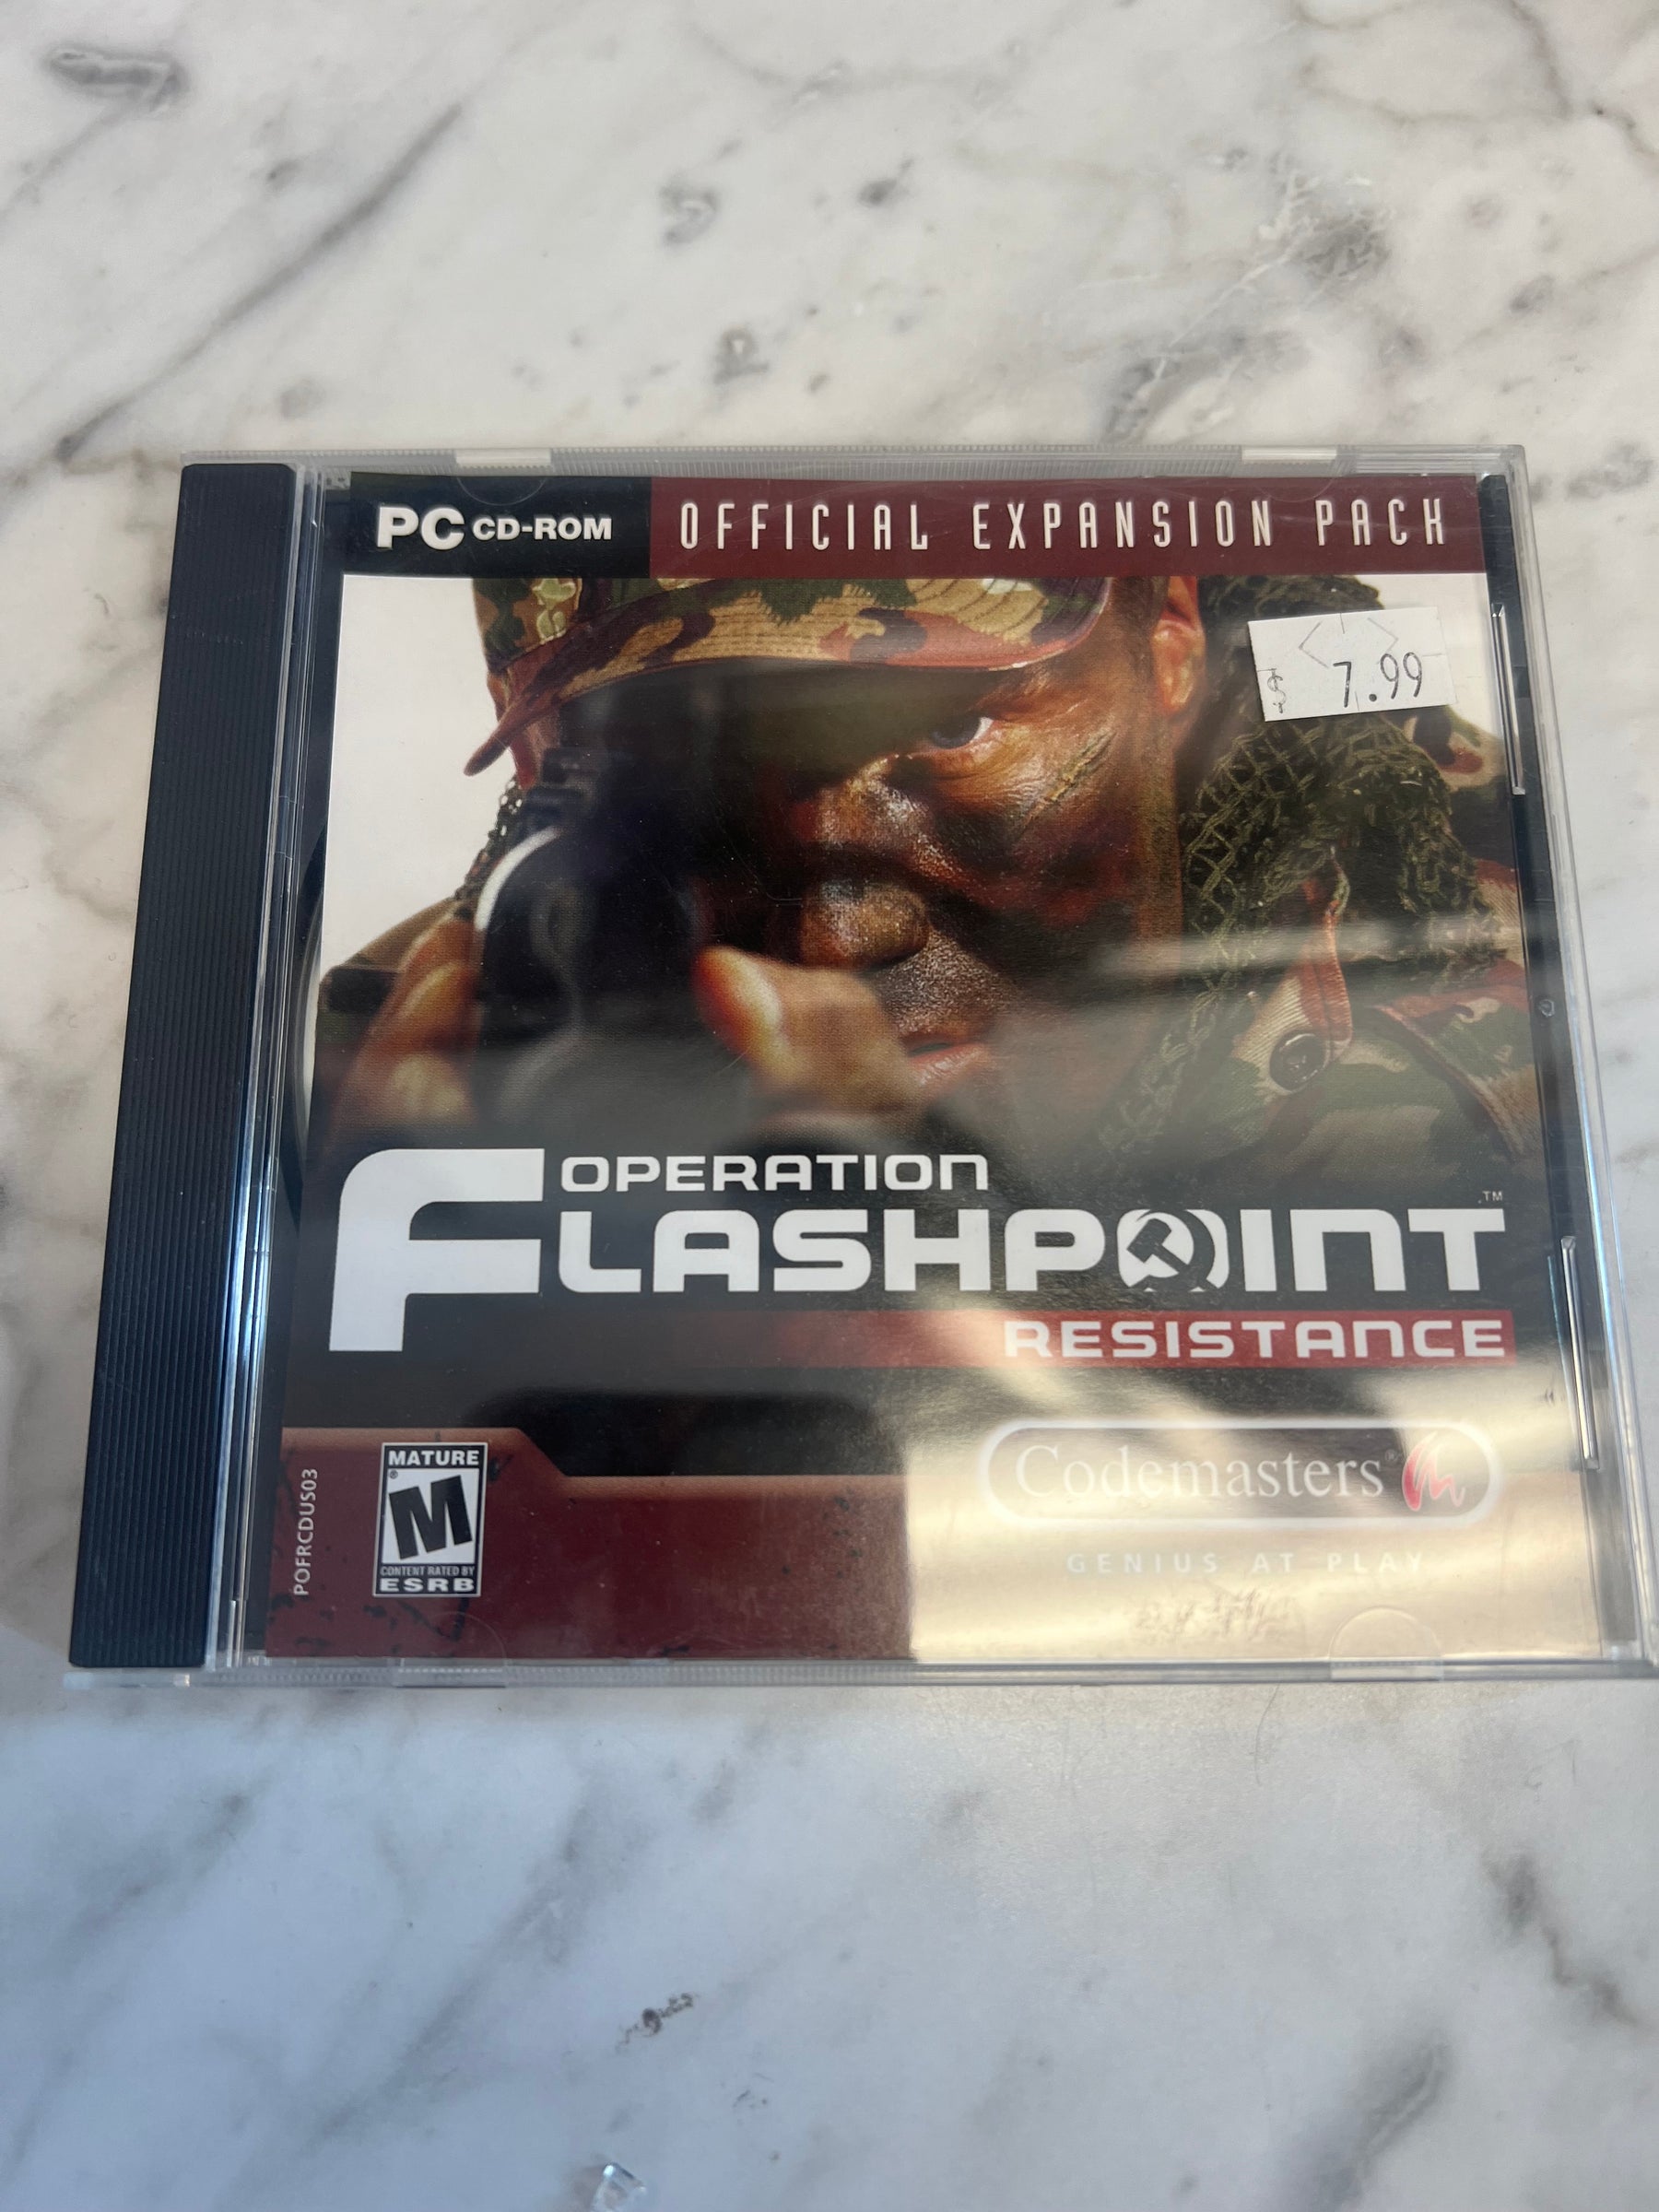 PC CD-ROM OFFICIAL EXPANSION PACK
$ 7.99
OPERATION
FLASHPOINT ™
RESISTANCE
MATURE
M
®
CONTENT RATED BY
ESRB
POFRCDUS03
Codemasters®
GENIUS AT PLAY